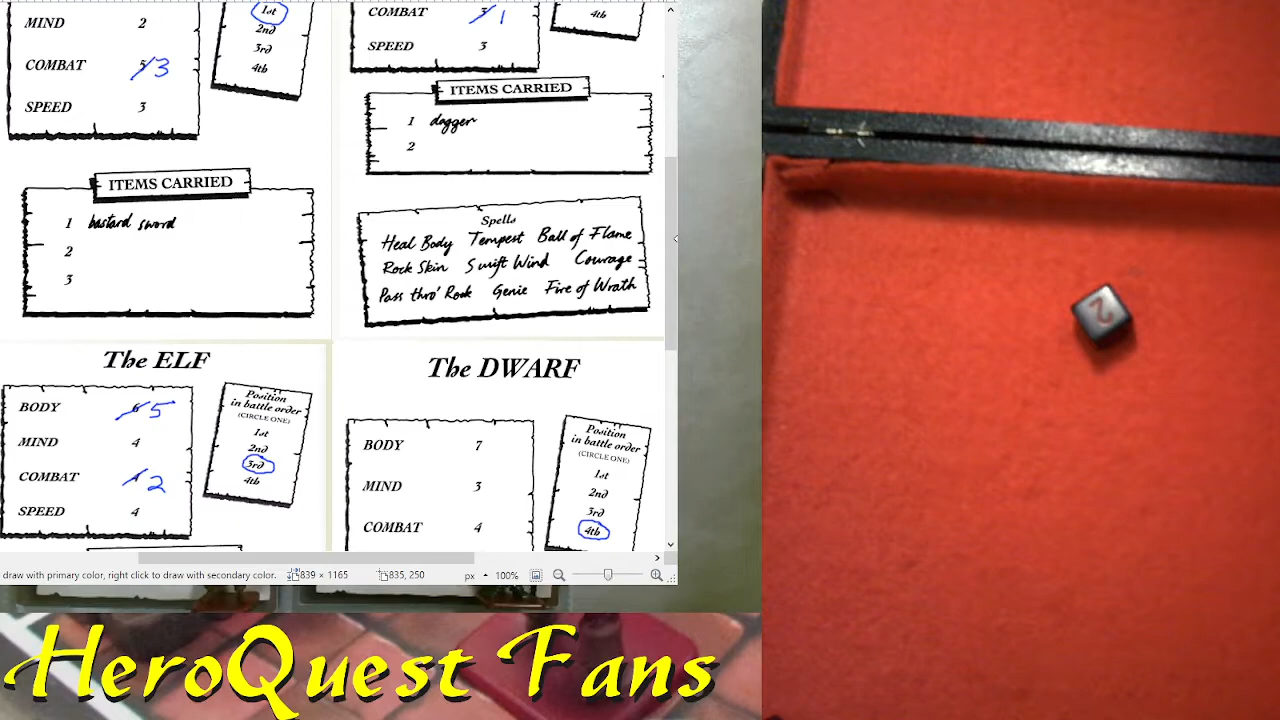 MIND 2
COMBAT 5 3
SPEED 3
1st
2nd
3rd
4th
ITEMS CARRIED
1 bastard sword
2
3
COMBAT 3 1
SPEED 3
4th
ITEMS CARRIED
1 dagger
2
Spells
Heal Body Tempest Ball of Flame
Rock Skin Swift Wind Courage
Pass thro' Rock Genie Fire of Wrath
The ELF
BODY 6 5
MIND 4
COMBAT 4 2
SPEED 4
Position
in battle order
(CIRCLE ONE)
1st
2nd
3rd
4th
The DWARF
BODY 7
MIND 3
COMBAT 4
Position
in battle order
(CIRCLE ONE)
1st
2nd
3rd
4th
draw with primary color, right click to draw with secondary color.
839 × 1165
835, 250
px
100%
HeroQuest Fans
2